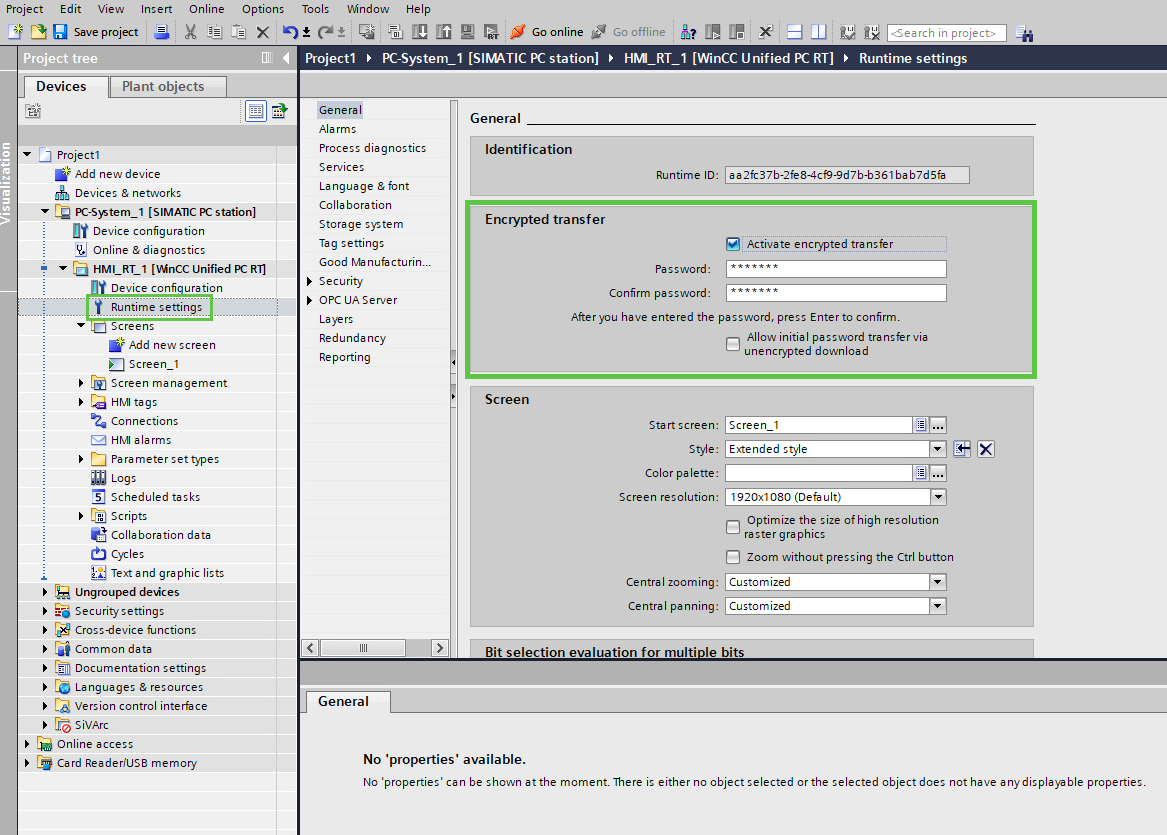 Project Edit View Insert Online Options Tools Window Help
Save project
Go online
Go offline
<Search in project>
Visualization
Project tree
Devices
Plant objects
Project1
Add new device
Devices & networks
PC-System_1 [SIMATIC PC station]
Device configuration
Online & diagnostics
HMI_RT_1 [WinCC Unified PC RT]
Device configuration
Runtime settings
Screens
Add new screen
Screen_1
Screen management
HMI tags
Connections
HMI alarms
Parameter set types
Logs
Scheduled tasks
Scripts
Collaboration data
Cycles
Text and graphic lists
Ungrouped devices
Security settings
Cross-device functions
Common data
Documentation settings
Languages & resources
Version control interface
SiVArc
Online access
Card Reader/USB memory
Project1 PC-System_1 [SIMATIC PC station] HMI_RT_1 [WinCC Unified PC RT] Runtime settings
General
Alarms
Process diagnostics
Services
Language & font
Collaboration
Storage system
Tag settings
Good Manufacturin...
Security
OPC UA Server
Layers
Redundancy
Reporting
General
Identification
Runtime ID: aa2fc37b-2fe8-4cf9-9d7b-b361bab7d5fa
Encrypted transfer
Activate encrypted transfer
Password: *******
Confirm password: *******
After you have entered the password, press Enter to confirm.
Allow initial password transfer via
unencrypted download
Screen
Start screen: Screen_1 ...
Style: Extended style
Color palette: ...
Screen resolution: 1920x1080 (Default)
Optimize the size of high resolution
raster graphics
Zoom without pressing the Ctrl button
Central zooming: Customized
Central panning: Customized
Bit selection evaluation for multiple bits
General
No 'properties' available.
No 'properties' can be shown at the moment. There is either no object selected or the selected object does not have any displayable properties.